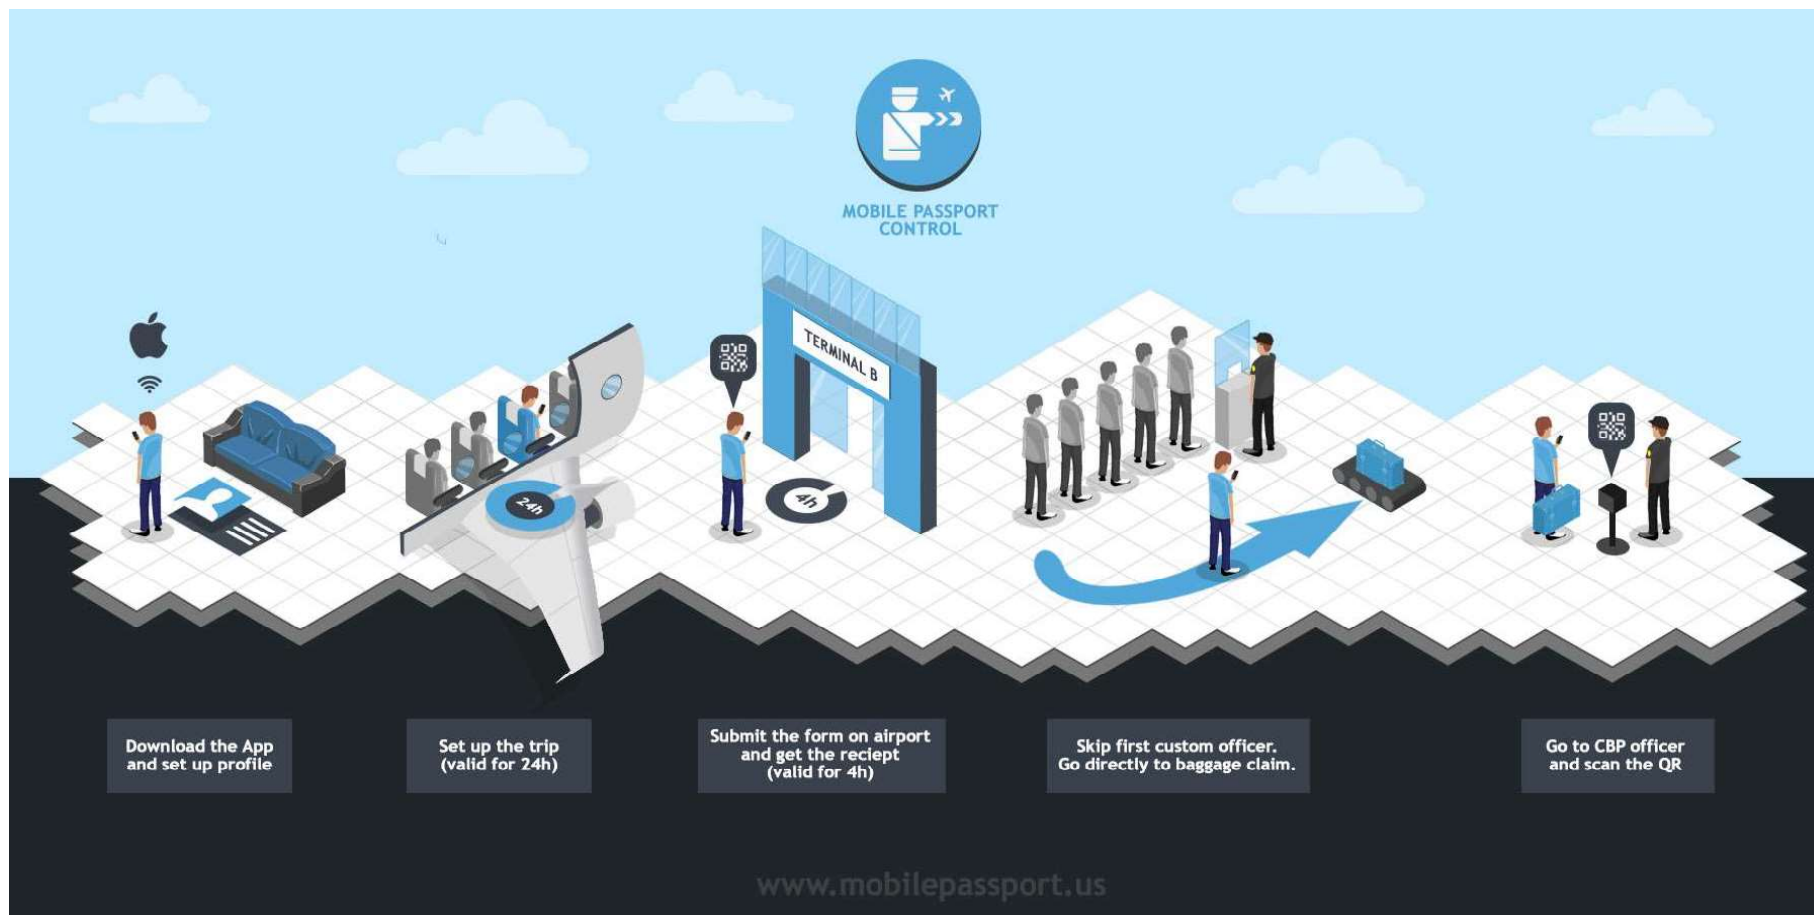 MOBILE PASSPORT
CONTROL
TERMINAL B
24h
4h
Download the App
and set up profile
Set up the trip
(valid for 24h)
Submit the form on airport
and get the reciept
(valid for 4h)
Skip first custom officer.
Go directly to baggage claim.
Go to CBP officer
and scan the QR
www.mobilepassport.us